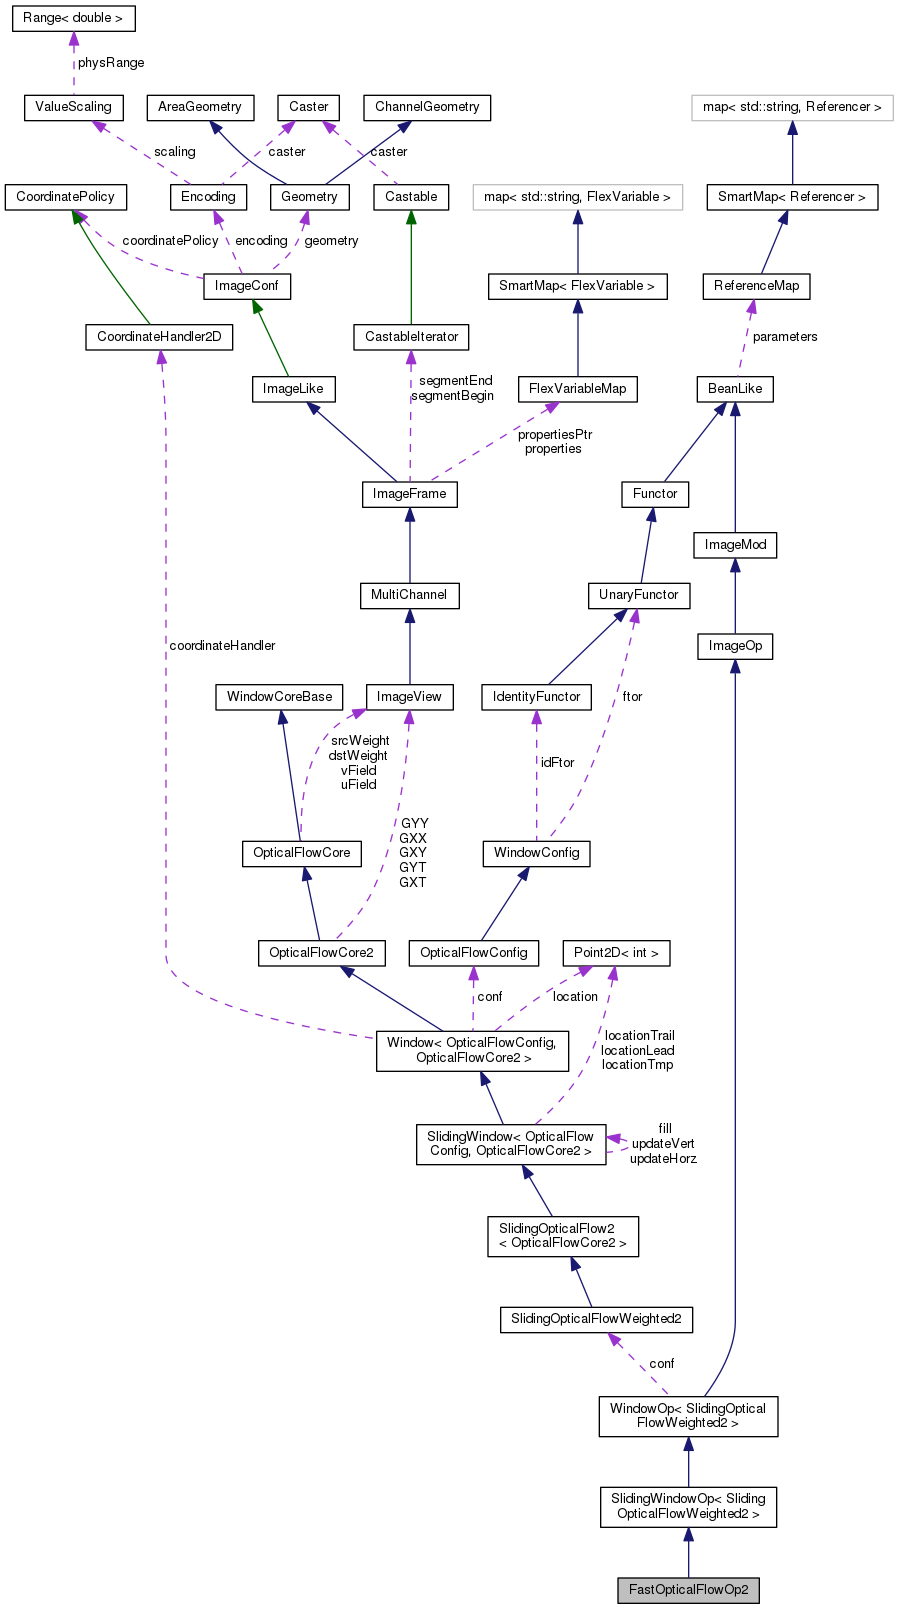 Range< double >
physRange
ValueScaling
AreaGeometry
Caster
ChannelGeometry
map< std::string, Referencer >
scaling
caster
caster
CoordinatePolicy
Encoding
Geometry
Castable
map< std::string, FlexVariable >
SmartMap< Referencer >
coordinatePolicy
encoding
geometry
ImageConf
SmartMap< FlexVariable >
ReferenceMap
CoordinateHandler2D
CastableIterator
parameters
ImageLike
segmentEnd
segmentBegin
FlexVariableMap
BeanLike
propertiesPtr
properties
ImageFrame
Functor
ImageMod
MultiChannel
UnaryFunctor
coordinateHandler
ImageOp
WindowCoreBase
ImageView
IdentityFunctor
ftor
srcWeight
dstWeight
vField
uField
idFtor
GYY
GXX
GXY
GYT
GXT
OpticalFlowCore
WindowConfig
OpticalFlowCore2
OpticalFlowConfig
Point2D< int >
conf
location
Window< OpticalFlowConfig,
OpticalFlowCore2 >
locationTrail
locationLead
locationTmp
SlidingWindow< OpticalFlow
Config, OpticalFlowCore2 >
fill
updateVert
updateHorz
SlidingOpticalFlow2
< OpticalFlowCore2 >
SlidingOpticalFlowWeighted2
conf
WindowOp< SlidingOptical
FlowWeighted2 >
SlidingWindowOp< Sliding
OpticalFlowWeighted2 >
FastOpticalFlowOp2